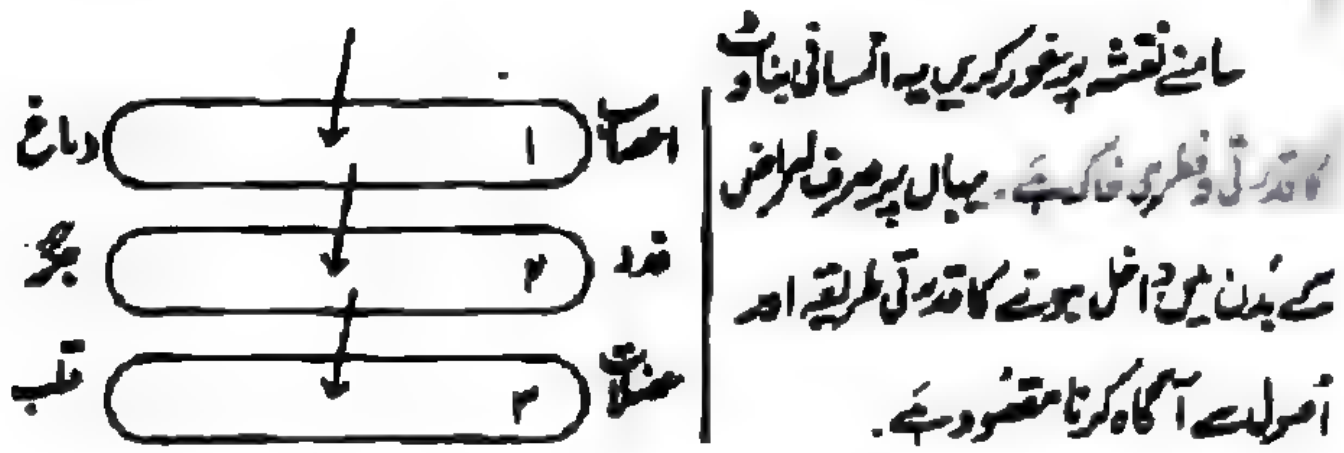 سامنے نقشہ پر غور کریں یہ انسانی بناوٹ
کا قدرتی و فطری خاکہ ہے۔ یہاں پر صرف امراض
کے بدن میں داخل ہونے کا قدرتی طریقہ اور
اصول سے آگاہ کرنا مقصود ہے۔
اعصاب ۱ دماغ
غدد ۲ جگر
عضلات ۳ قلب